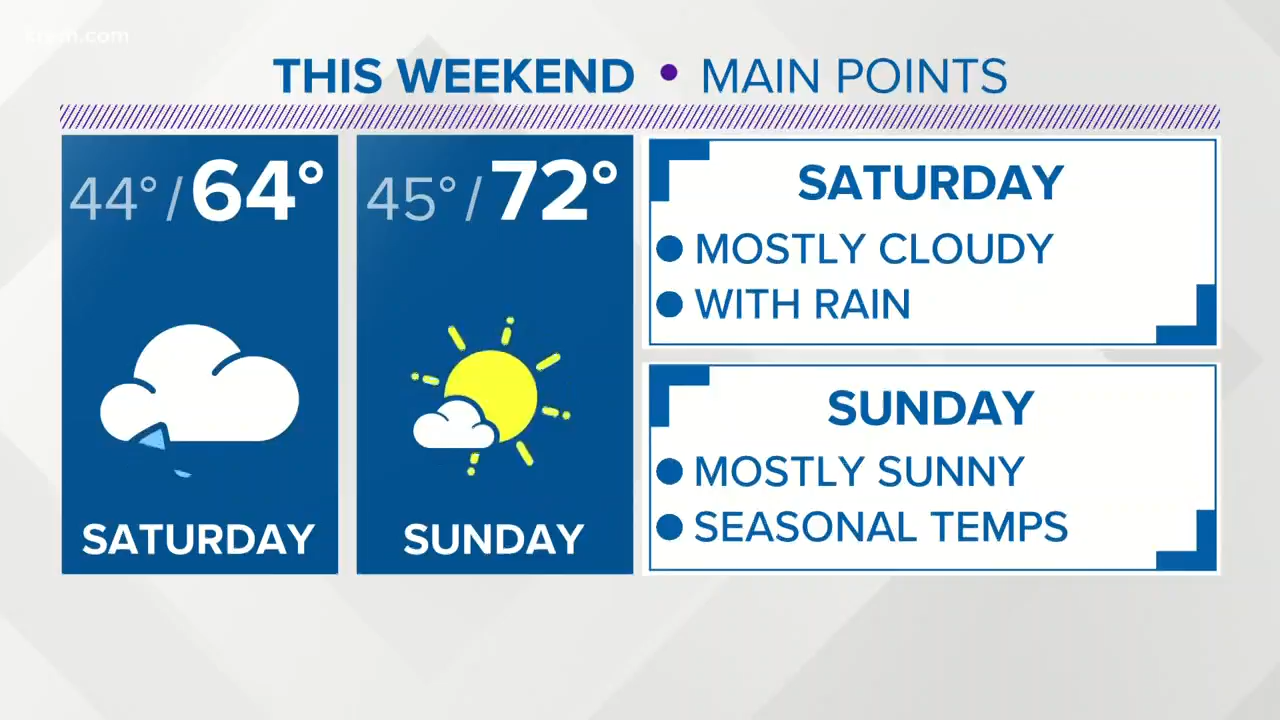 THIS WEEKEND • MAIN POINTS
44°/64°
SATURDAY
45°/72°
SUNDAY
SATURDAY
● MOSTLY CLOUDY
● WITH RAIN
SUNDAY
● MOSTLY SUNNY
● SEASONAL TEMPS